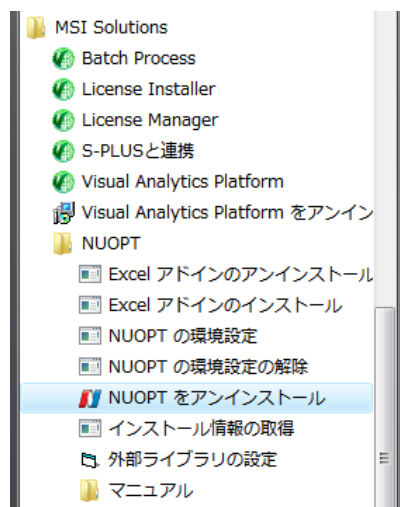 MSI Solutions
Batch Process
License Installer
License Manager
S-PLUSと連携
Visual Analytics Platform
Visual Analytics Platform をアンイン
NUOPT
Excel アドインのアンインストール
Excel アドインのインストール
NUOPT の環境設定
NUOPT の環境設定の解除
NUOPT をアンインストール
インストール情報の取得
外部ライブラリの設定
マニュアル